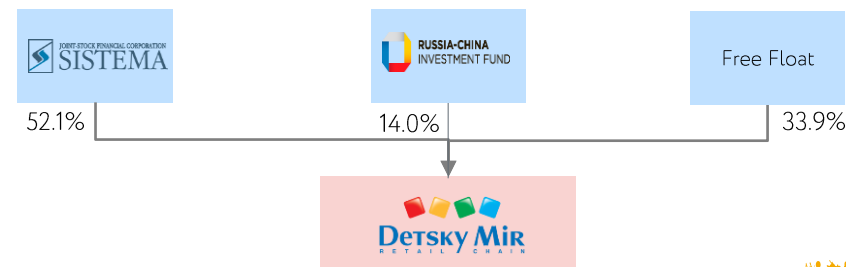 JOINT-STOCK FINANCIAL CORPORATION
SISTEMA
RUSSIA-CHINA
INVESTMENT FUND
Free Float
52.1%
14.0%
33.9%
DETSKY MIR
RETAIL CHAIN